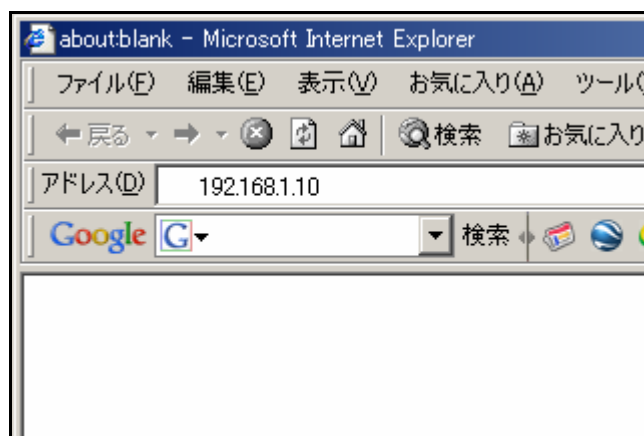 about:blank - Microsoft Internet Explorer
ファイル(F) 編集(E) 表示(V) お気に入り(A) ツール(
戻る 検索 お気に入り
アドレス(D) 192.168.1.10
Google G 検索